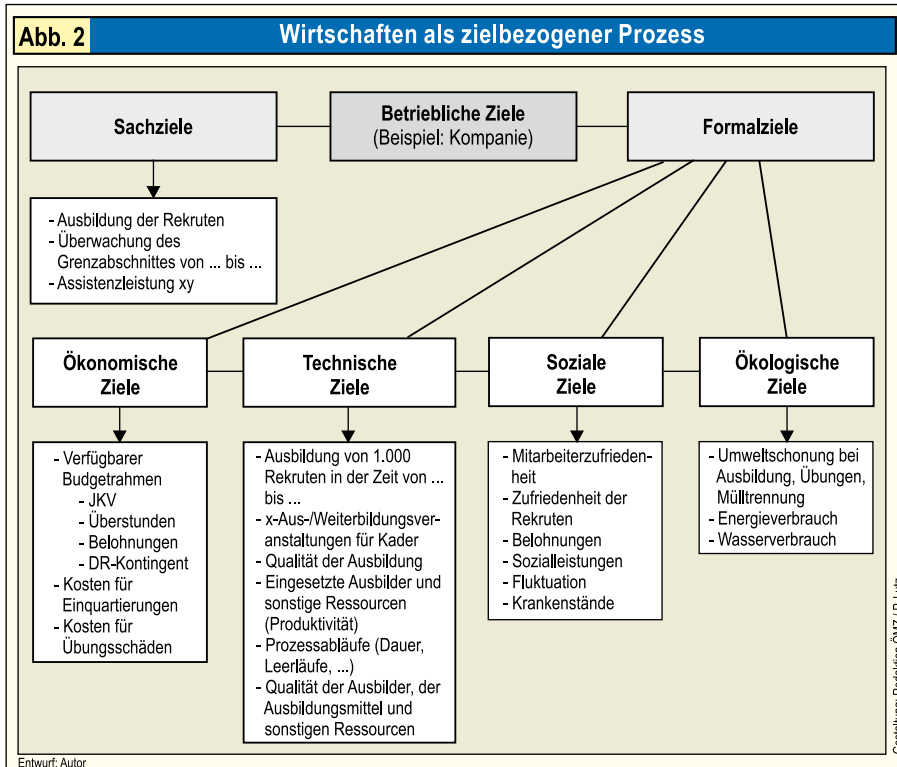 Abb. 2
Wirtschaften als zielbezogener Prozess
Sachziele
Betriebliche Ziele
(Beispiel: Kompanie)
Formalziele
- Ausbildung der Rekruten
- Überwachung des
Grenzabschnittes von ... bis ...
- Assistenzleistung xy
Ökonomische
Ziele
Technische
Ziele
Soziale
Ziele
Ökologische
Ziele
- Verfügbarer
Budgetrahmen
- JKV
- Überstunden
- Belohnungen
- DR-Kontingent
- Kosten für
Einquartierungen
- Kosten für
Übungsschäden
- Ausbildung von 1.000
Rekruten in der Zeit von ...
bis ...
- x-Aus-/Weiterbildungsver-
anstaltungen für Kader
- Qualität der Ausbildung
- Eingesetzte Ausbilder und
sonstige Ressourcen
(Produktivität)
- Prozessabläufe (Dauer,
Leerläufe, ...)
- Qualität der Ausbilder, der
Ausbildungsmittel und
sonstigen Ressourcen
- Mitarbeiterzufrieden-
heit
- Zufriedenheit der
Rekruten
- Belohnungen
- Sozialleistungen
- Fluktuation
- Krankenstände
- Umweltschonung bei
Ausbildung, Übungen,
Mülltrennung
- Energieverbrauch
- Wasserverbrauch
Entwurf: Autor
Gestaltung: Redaktion ÖMZ / R. Lutz